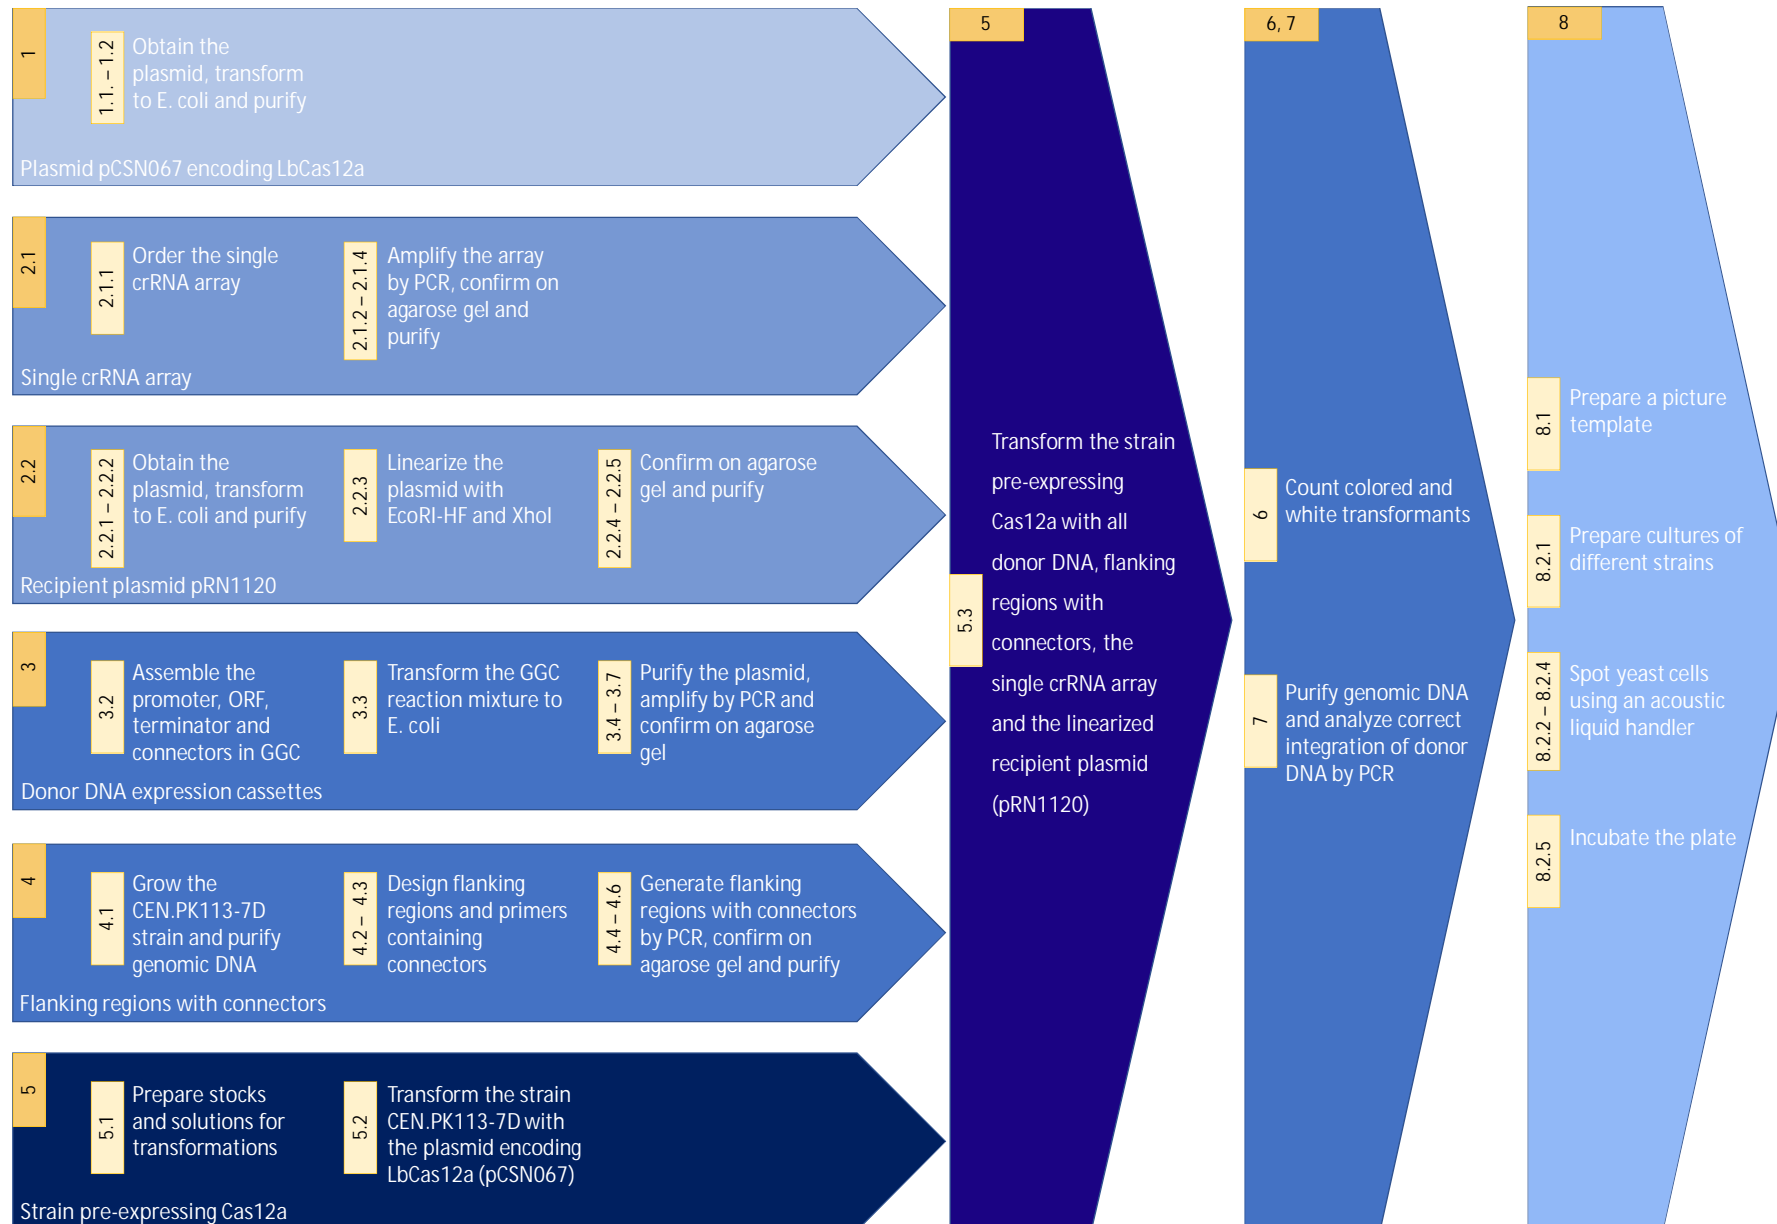 1
1.1. – 1.2
Obtain the
plasmid, transform
to E. coli and purify
Plasmid pCSN067 encoding LbCas12a
2.1
2.1.1
Order the single
crRNA array
2.1.2 – 2.1.4
Amplify the array
by PCR, confirm on
agarose gel and
purify
Single crRNA array
2.2
2.2.1 – 2.2.2
Obtain the
plasmid, transform
to E. coli and purify
2.2.3
Linearize the
plasmid with
EcoRI-HF and XhoI
2.2.4 – 2.2.5
Confirm on agarose
gel and purify
Recipient plasmid pRN1120
3
3.2
Assemble the
promoter, ORF,
terminator and
connectors in GGC
3.3
Transform the GGC
reaction mixture to
E. coli
3.4 – 3.7
Purify the plasmid,
amplify by PCR and
confirm on agarose
gel
Donor DNA expression cassettes
4
4.1
Grow the
CEN.PK113-7D
strain and purify
genomic DNA
4.2 – 4.3
Design flanking
regions and primers
containing
connectors
4.4 – 4.6
Generate flanking
regions with connectors
by PCR, confirm on
agarose gel and purify
Flanking regions with connectors
5
5.1
Prepare stocks
and solutions for
transformations
5.2
Transform the strain
CEN.PK113-7D with
the plasmid encoding
LbCas12a (pCSN067)
Strain pre-expressing Cas12a
5
5.3
Transform the strain
pre-expressing
Cas12a with all
donor DNA, flanking
regions with
connectors, the
single crRNA array
and the linearized
recipient plasmid
(pRN1120)
6, 7
6
Count colored and
white transformants
7
Purify genomic DNA
and analyze correct
integration of donor
DNA by PCR
8
8.1
Prepare a picture
template
8.2.1
Prepare cultures of
different strains
8.2.2 – 8.2.4
Spot yeast cells
using an acoustic
liquid handler
8.2.5
Incubate the plate